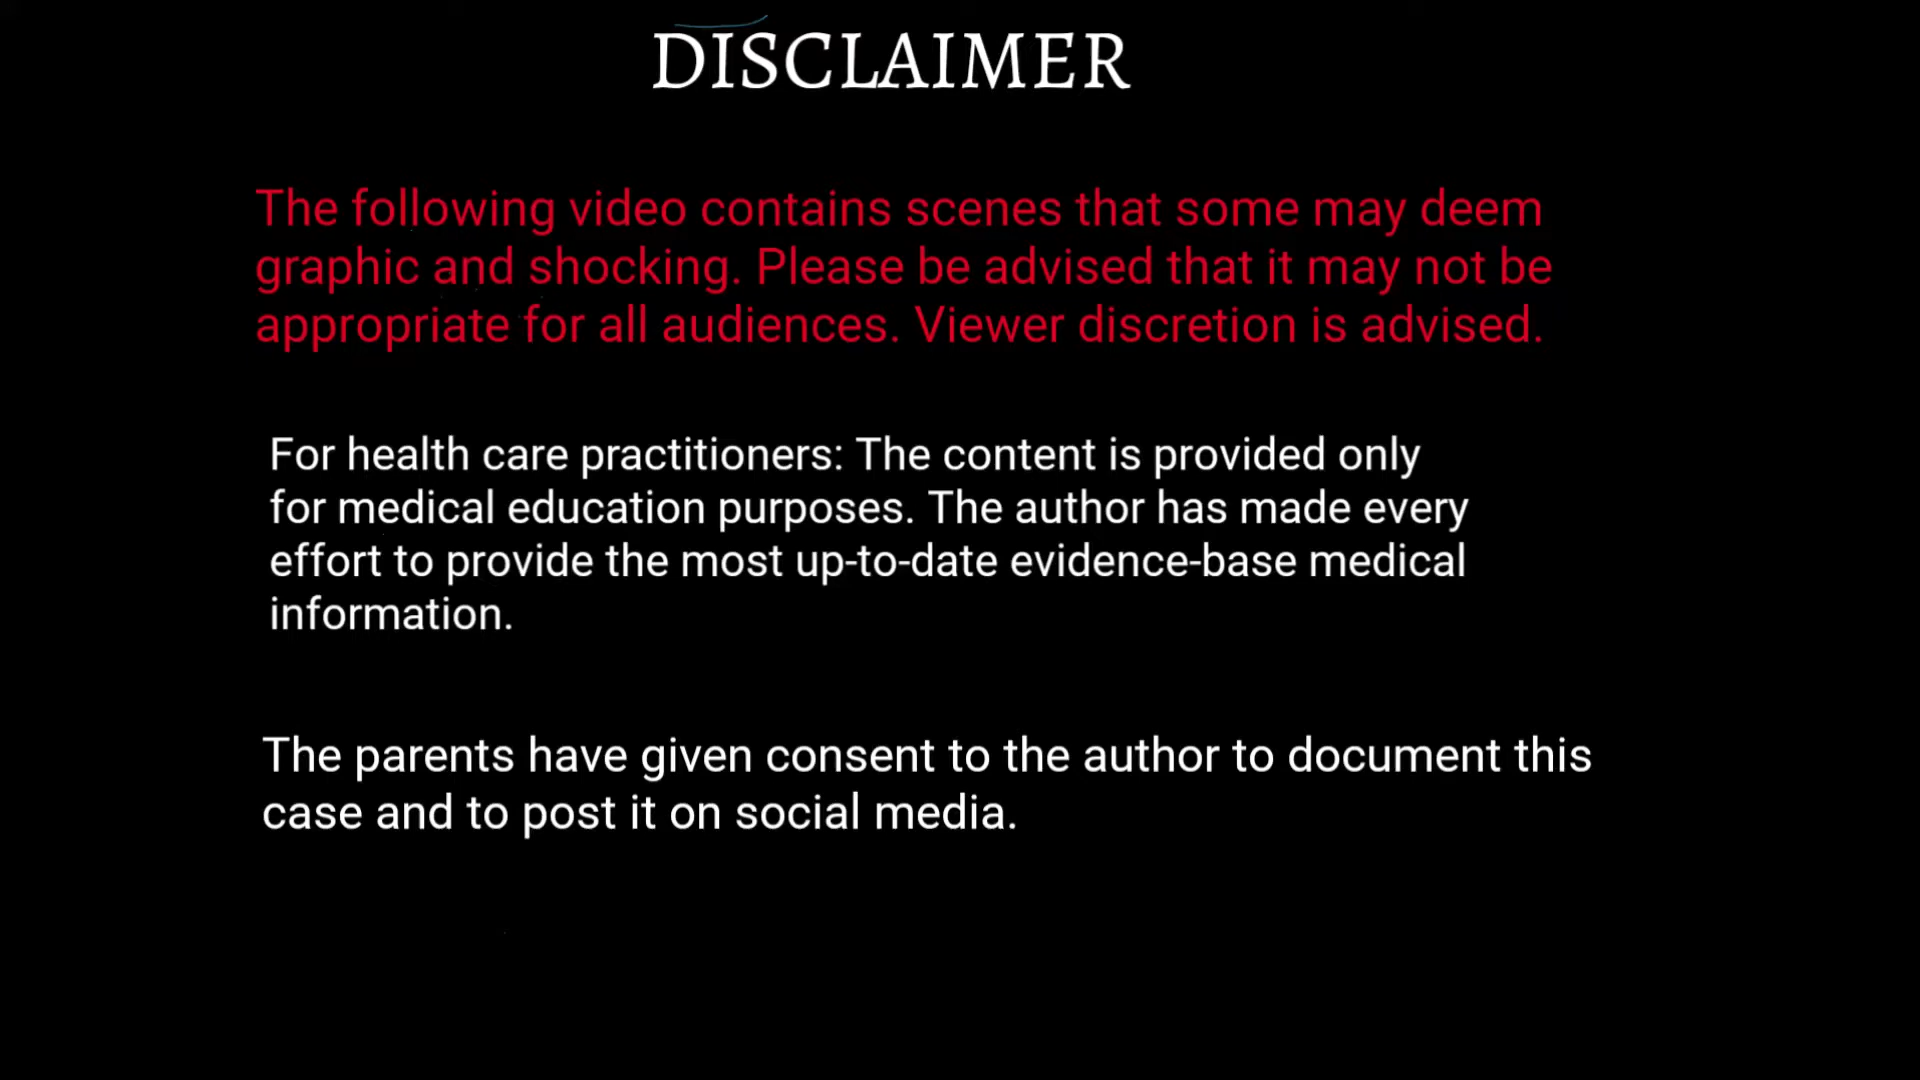 DISCLAIMER
The following video contains scenes that some may deem
graphic and shocking. Please be advised that it may not be
appropriate for all audiences. Viewer discretion is advised.
For health care practitioners: The content is provided only
for medical education purposes. The author has made every
effort to provide the most up-to-date evidence-base medical
information.
The parents have given consent to the author to document this
case and to post it on social media.